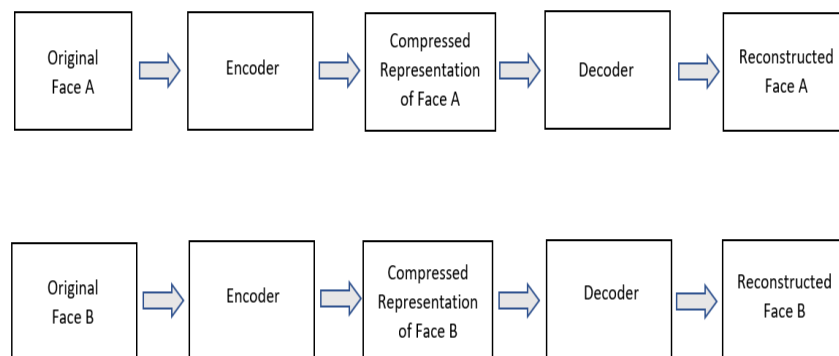 Original
Face A
Encoder
Compressed
Representation
of Face A
Decoder
Reconstructed
Face A
Original
Face B
Encoder
Compressed
Representation
of Face B
Decoder
Reconstructed
Face B